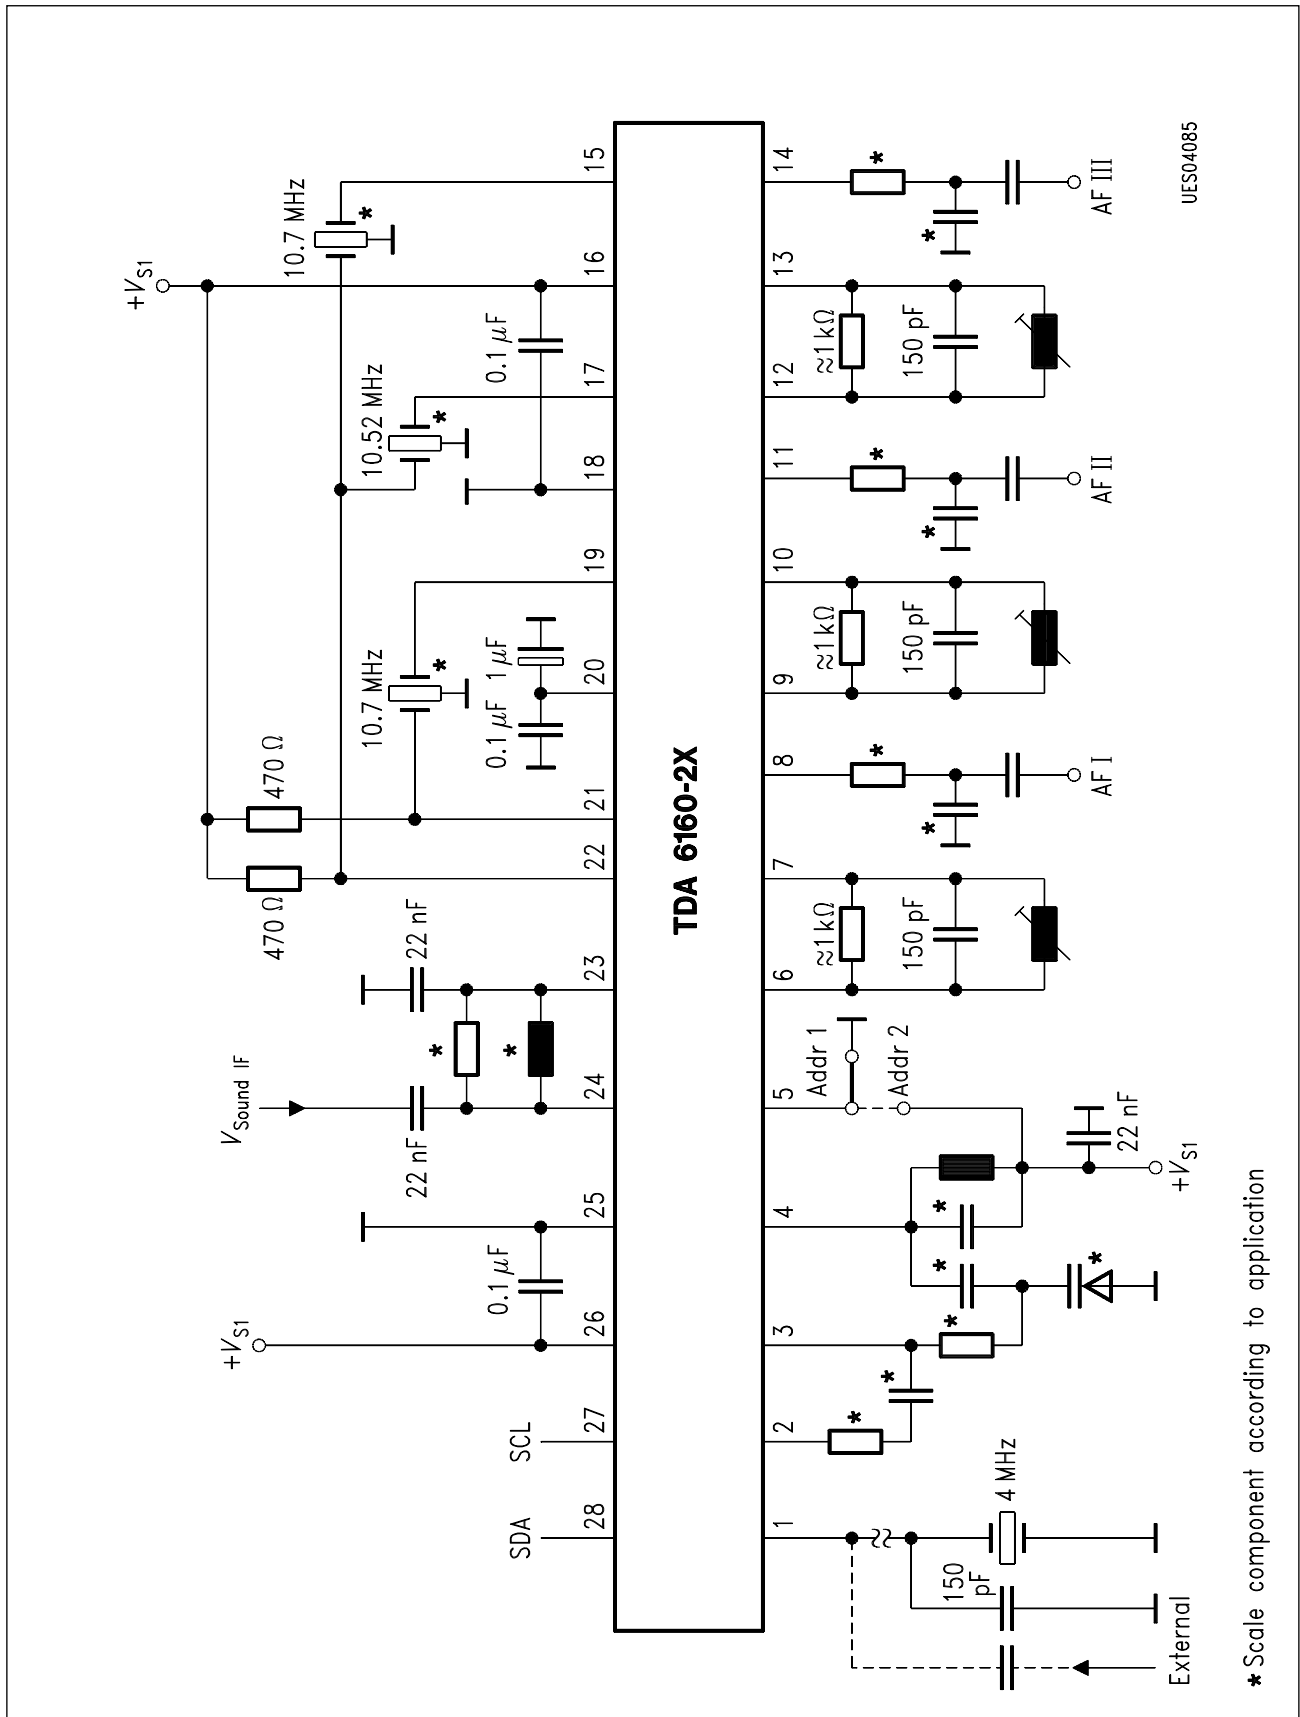 +V_S1
10.7 MHz
*
15
16
0.1 µF
17
10.52 MHz
*
18
19
10.7 MHz
*
1 µF
0.1 µF
20
470 Ω
21
470 Ω
22
22 nF
23
*
*
V_Sound IF
22 nF
24
25
0.1 µF
+V_S1
26
SCL
27
SDA
28
TDA 6160-2X
14
*
*
AF III
13
≈1 kΩ
150 pF
12
11
*
*
AF II
10
≈1 kΩ
150 pF
9
8
*
*
AF I
7
≈1 kΩ
150 pF
6
5
Addr 1
Addr 2
22 nF
+V_S1
4
*
*
*
3
*
*
2
*
1
4 MHz
150
pF
External
* Scale component according to application
UES04085